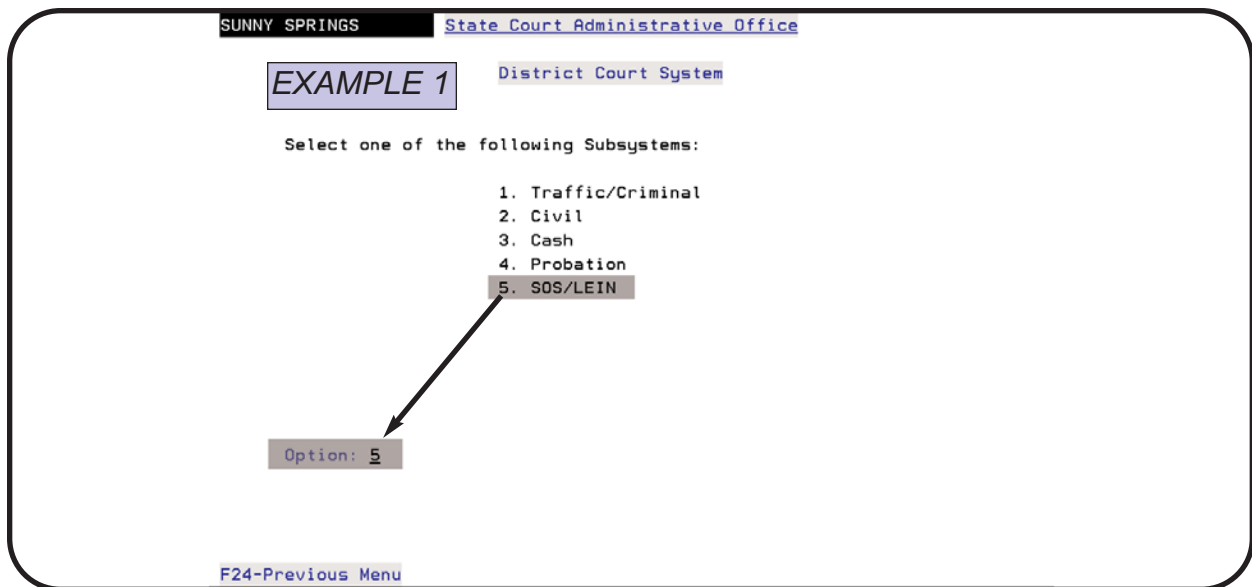 SUNNY SPRINGS State Court Administrative Office
EXAMPLE 1 District Court System
Select one of the following Subsystems:
1. Traffic/Criminal
2. Civil
3. Cash
4. Probation
5. SOS/LEIN
Option: 5
F24-Previous Menu